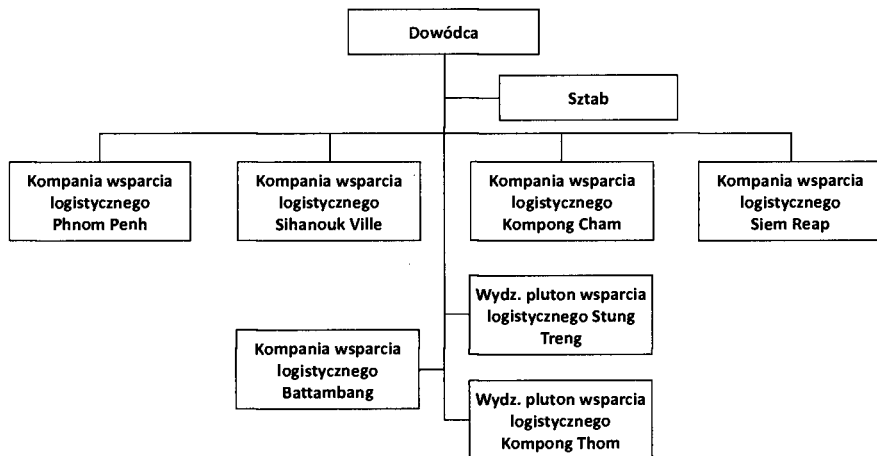 Dowódca
Sztab
Kompania wsparcia
logistycznego
Phnom Penh
Kompania wsparcia
logistycznego
Sihanouk Ville
Kompania wsparcia
logistycznego
Kompong Cham
Kompania wsparcia
logistycznego
Siem Reap
Wydz. pluton wsparcia
logistycznego Stung
Treng
Kompania wsparcia
logistycznego
Battambang
Wydz. pluton wsparcia
logistycznego
Kompong Thom